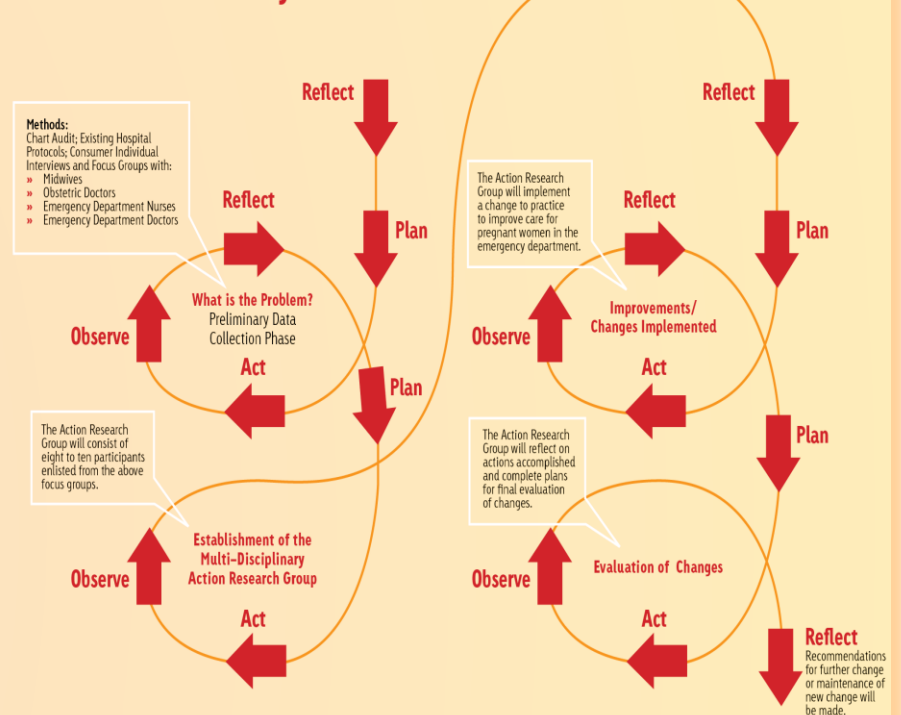 Reflect
Methods:
Chart Audit; Existing Hospital
Protocols; Consumer Individual
Interviews and Focus Groups with:
» Midwives
» Obstetric Doctors
» Emergency Department Nurses
» Emergency Department Doctors
Reflect
Plan
What is the Problem?
Preliminary Data
Collection Phase
Observe
Act
Plan
The Action Research
Group will consist of
eight to ten participants
enlisted from the above
focus groups.
Establishment of the
Multi-Disciplinary
Action Research Group
Observe
Act
Reflect
The Action Research
Group will implement
a change to practice
to improve care for
pregnant women in the
emergency department.
Reflect
Plan
Improvements/
Changes Implemented
Observe
Act
Plan
The Action Research
Group will reflect on
actions accomplished
and complete plans
for final evaluation
of changes.
Evaluation of Changes
Observe
Act
Reflect
Recommendations
for further change
or maintenance of
new change will
be made.